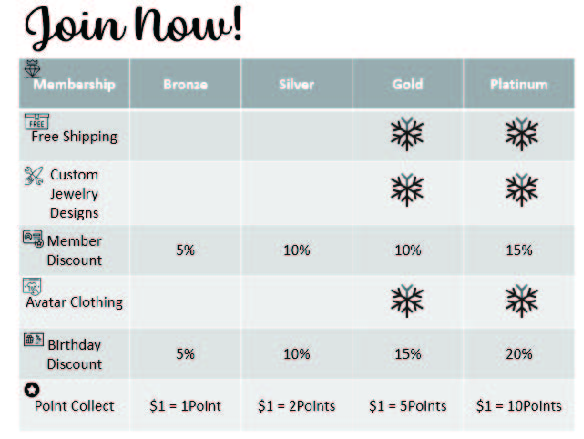 Join Now!
Membership Bronze Silver Gold Platinum
FREE
Free Shipping
Custom
Jewelry
Designs
Member
Discount
5% 10% 10% 15%
Avatar Clothing
Birthday
Discount
5% 10% 15% 20%
Point Collect $1 = 1Point $1 = 2Points $1 = 5Points $1 = 10Points